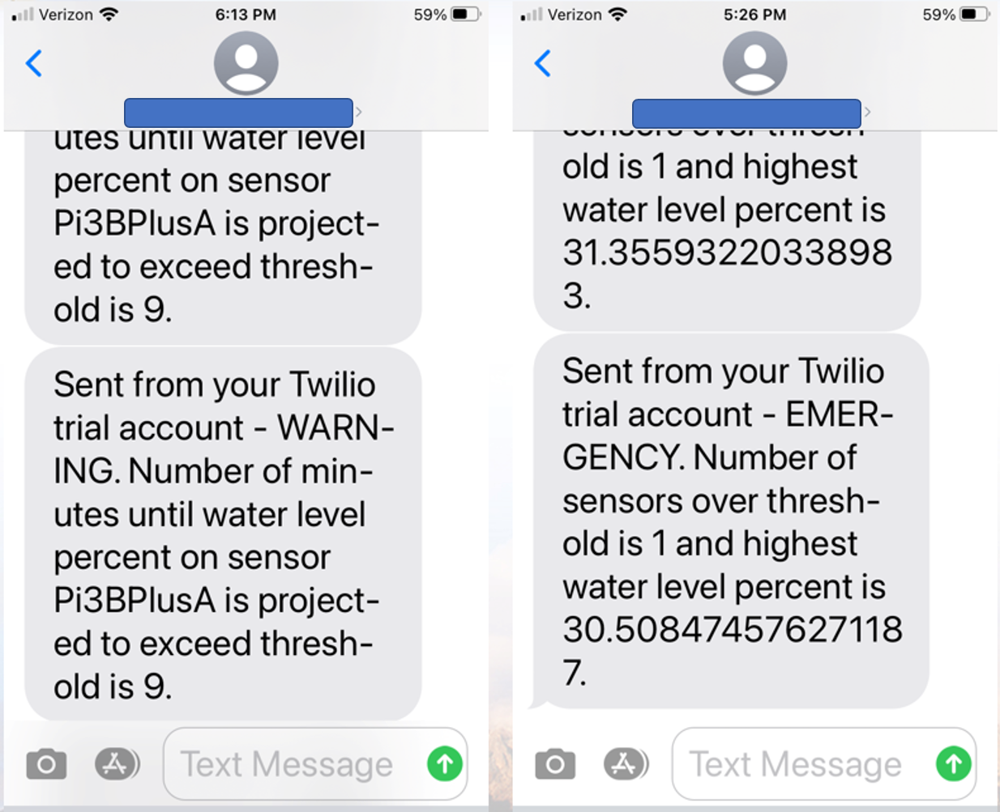 Verizon 6:13 PM 59%
utes until water level
percent on sensor
Pi3BPlusA is project-
ed to exceed thresh-
old is 9.
Sent from your Twilio
trial account - WARN-
ING. Number of min-
utes until water level
percent on sensor
Pi3BPlusA is project-
ed to exceed thresh-
old is 9.
Text Message
Verizon 5:26 PM 59%
sensors over thresh-
old is 1 and highest
water level percent is
31.3559322033898
3.
Sent from your Twilio
trial account - EMER-
GENCY. Number of
sensors over thresh-
old is 1 and highest
water level percent is
30.50847457627118
7.
Text Message